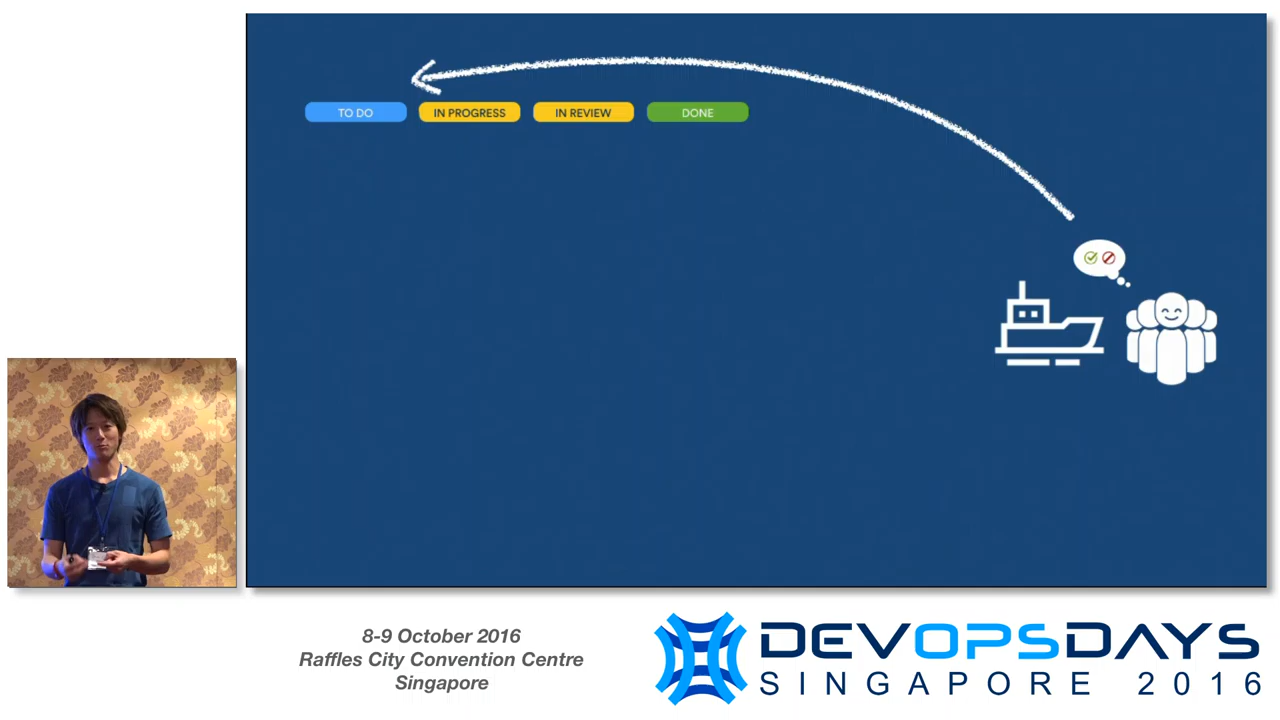 TO DO
IN PROGRESS
IN REVIEW
DONE
8-9 October 2016
Raffles City Convention Centre
Singapore
DEVOPSDAYS
SINGAPORE 2016